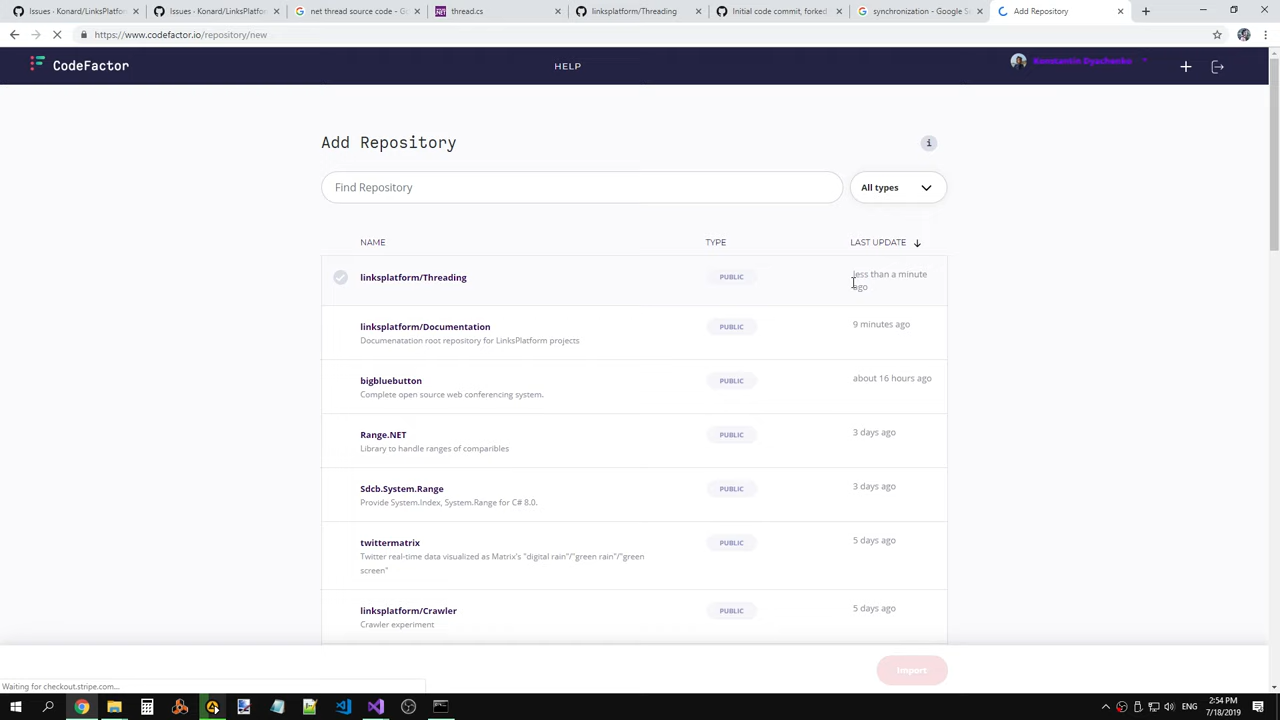 Issues · Konard/LinksPlatform
Issues · Konard/LinksPlatform
net thread source code - G
thread.cs
linksplatform/Threading
Initial code commit, forked
synchronization - Google S
Add Repository
https://www.codefactor.io/repository/new
CodeFactor
HELP
Konstantin Dyachenko
Add Repository
i
Find Repository
All types
NAME
TYPE
LAST UPDATE
linksplatform/Threading
PUBLIC
less than a minute
ago
linksplatform/Documentation
PUBLIC
9 minutes ago
Documenatation root repository for LinksPlatform projects
bigbluebutton
PUBLIC
about 16 hours ago
Complete open source web conferencing system.
Range.NET
PUBLIC
3 days ago
Library to handle ranges of comparibles
Sdcb.System.Range
PUBLIC
3 days ago
Provide System.Index, System.Range for C# 8.0.
twittermatrix
PUBLIC
5 days ago
Twitter real-time data visualized as Matrix's "digital rain"/"green rain"/"green
screen"
linksplatform/Crawler
PUBLIC
5 days ago
Crawler experiment
Import
Waiting for checkout.stripe.com...
ENG
2:54 PM
7/18/2019